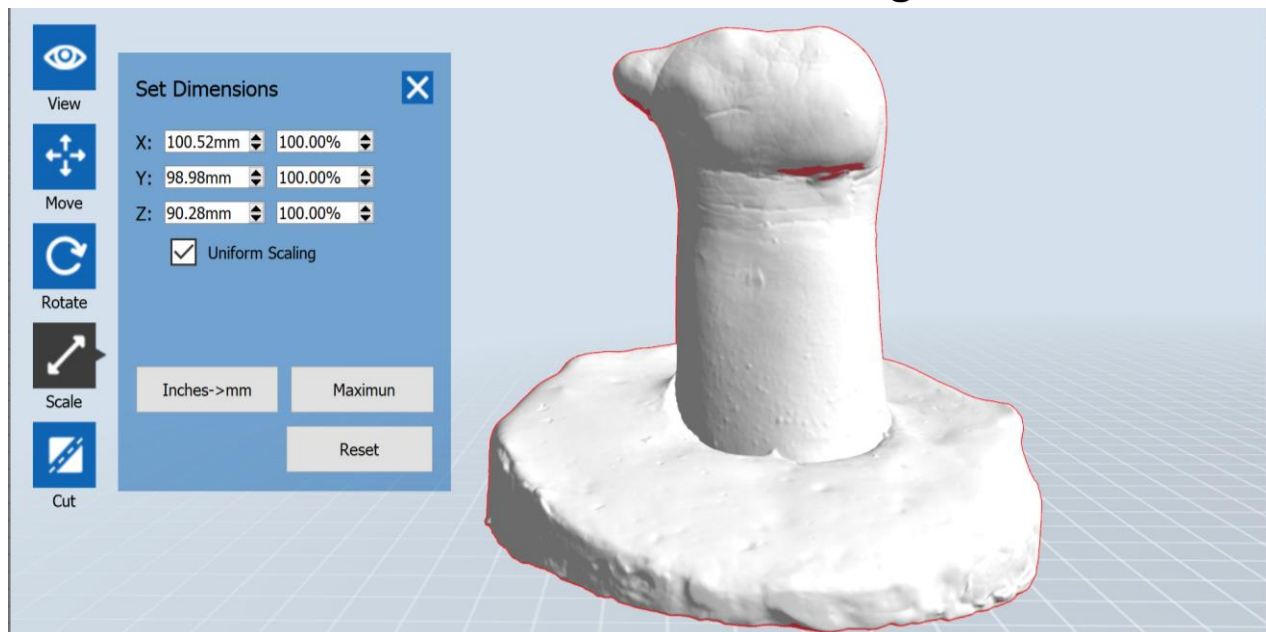 View
Move
Rotate
Scale
Cut
Set Dimensions
X: 100.52mm 100.00%
Y: 98.98mm 100.00%
Z: 90.28mm 100.00%
Uniform Scaling
Inches->mm Maximun
Reset